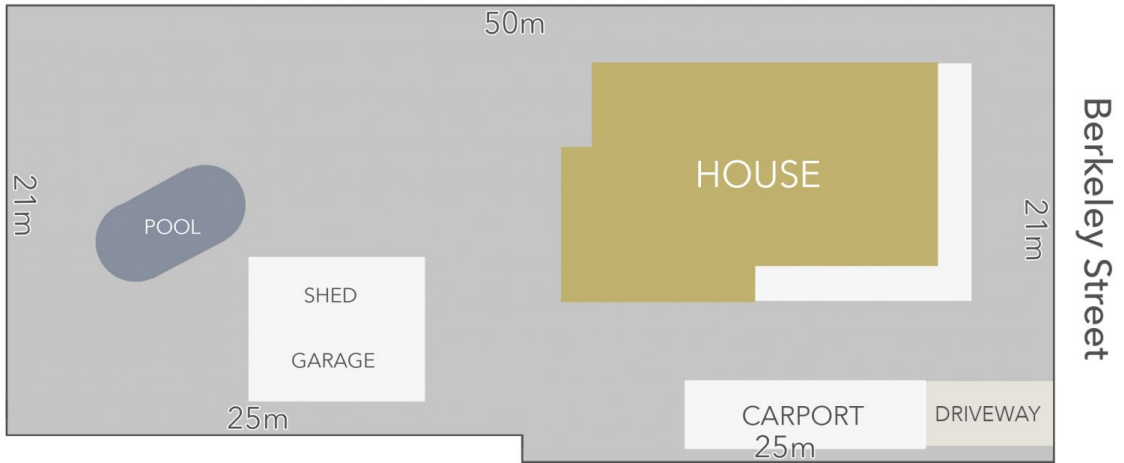 50m
HOUSE
21m
POOL
21m
Berkeley Street
SHED
GARAGE
25m
CARPORT
DRIVEWAY
25m